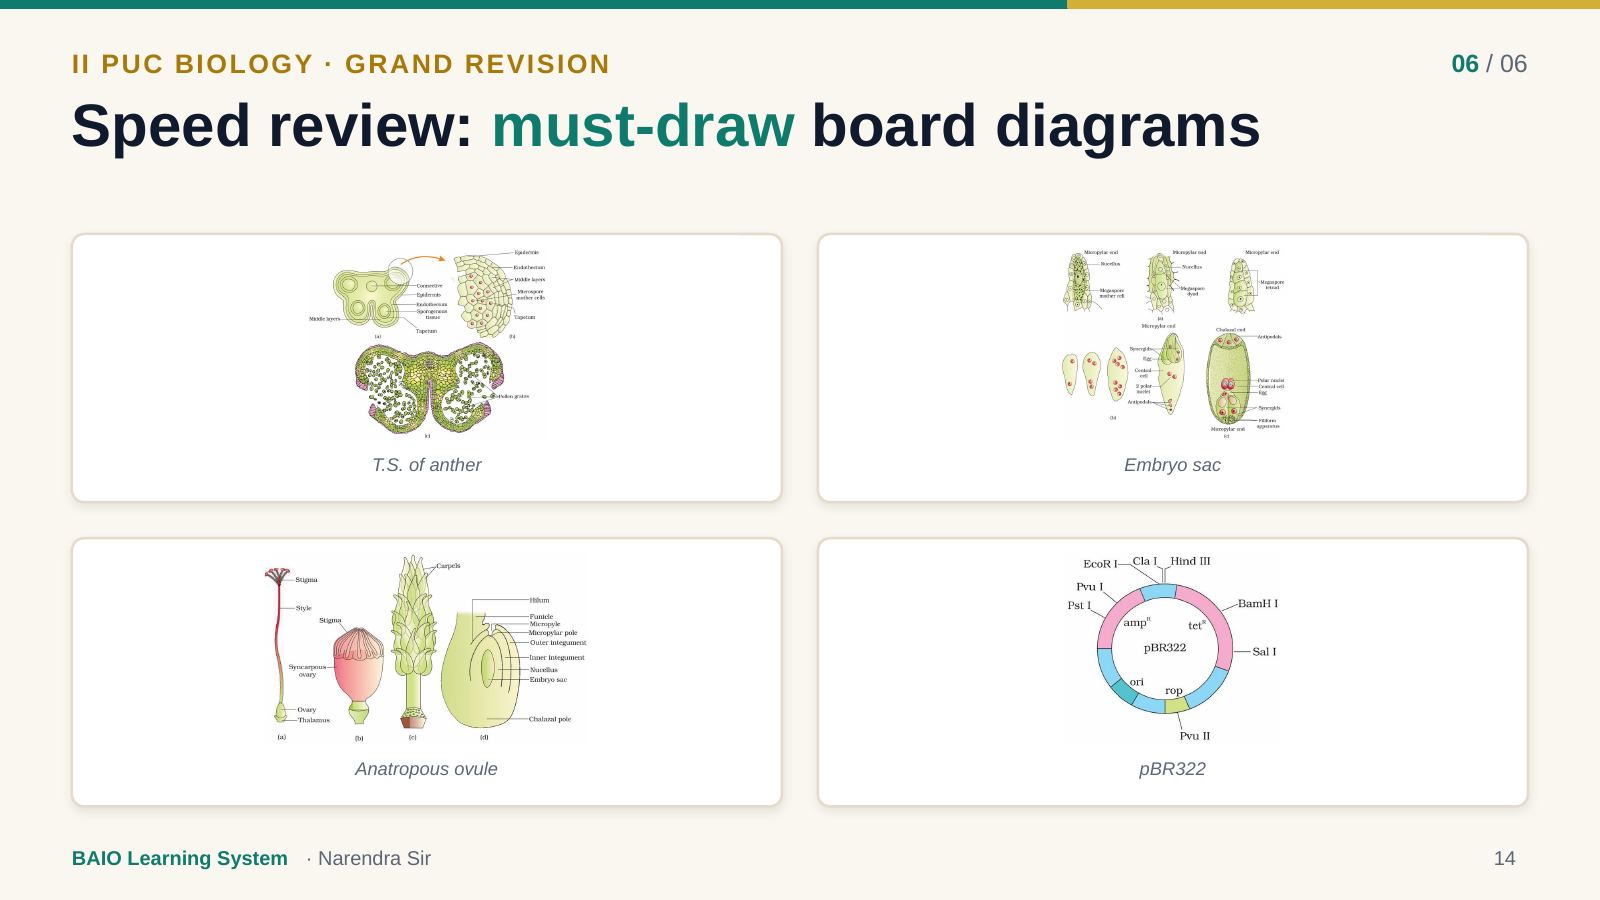 II PUC BIOLOGY · GRAND REVISION
06 / 06
Speed review: must-draw board diagrams
Epidermis
Endothecium
Middle layers
Microspore
mother cells
Tapetum
(b)
Connective
Epidermis
Endothecium
Sporogenous
tissue
Tapetum
Middle layers
(a)
Pollen grains
(c)
T.S. of anther
Micropylar end
Nucellus
Megaspore
mother cell
Micropylar end
Nucellus
Megaspore
dyad
(a)
Micropylar end
Megaspore
tetrad
Micropylar end
Synergids
Egg
Central
cell
2 polar
nuclei
Antipodals
(b)
Chalazal end
Antipodals
Polar nuclei
Central cell
Egg
Synergids
Filiform
apparatus
Micropylar end
(c)
Embryo sac
Stigma
Style
Ovary
Thalamus
(a)
Stigma
Syncarpous
ovary
(b)
Carpels
(c)
Hilum
Funicle
Micropyle
Micropylar pole
Outer integument
Inner integument
Nucellus
Embryo sac
Chalazal pole
(d)
Anatropous ovule
EcoR I
Cla I
Hind III
Pvu I
Pst I
BamH I
ampR
tetR
pBR322
Sal I
ori
rop
Pvu II
pBR322
BAIO Learning System · Narendra Sir
14